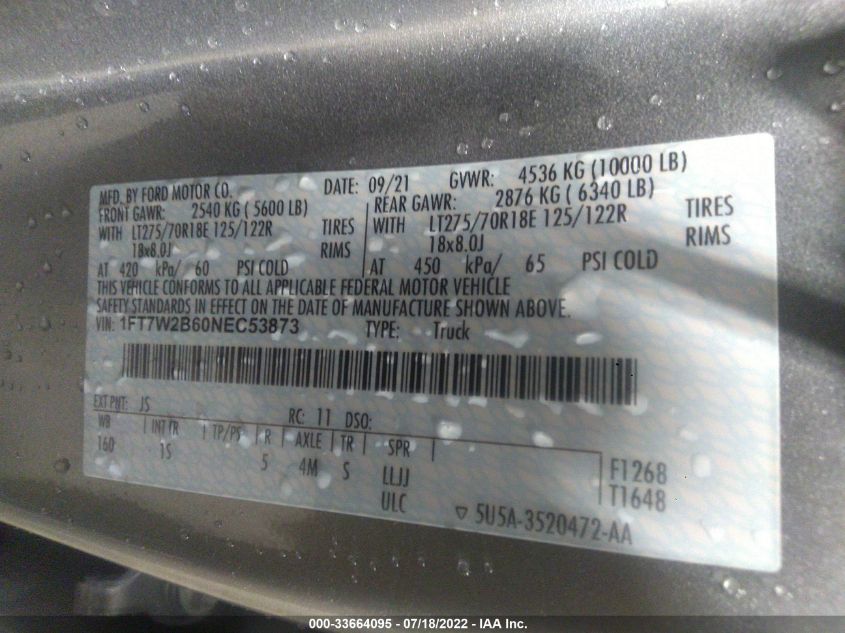 MFD. BY FORD MOTOR CO. DATE: 09/21 GVWR: 4536 KG (10000 LB)
FRONT GAWR: 2540 KG ( 5600 LB) REAR GAWR: 2876 KG ( 6340 LB)
WITH LT275/70R18E 125/122R TIRES WITH LT275/70R18E 125/122R TIRES
18x8.0J RIMS 18x8.0J RIMS
AT 420 kPa/ 60 PSI COLD AT 450 kPa/ 65 PSI COLD
THIS VEHICLE CONFORMS TO ALL APPLICABLE FEDERAL MOTOR VEHICLE
SAFETY STANDARDS IN EFFECT ON THE DATE OF MANUFACTURE SHOWN ABOVE.
VIN: 1FT7W2B60NEC53873 TYPE: Truck
EXT PNT: JS RC: 11 DSO:
WB INT TR TP/PS R AXLE TR SPR
160 1S 5 4M S LLJJ F1268
ULC T1648
5U5A-3520472-AA
000-33664095 - 07/18/2022 - IAA Inc.